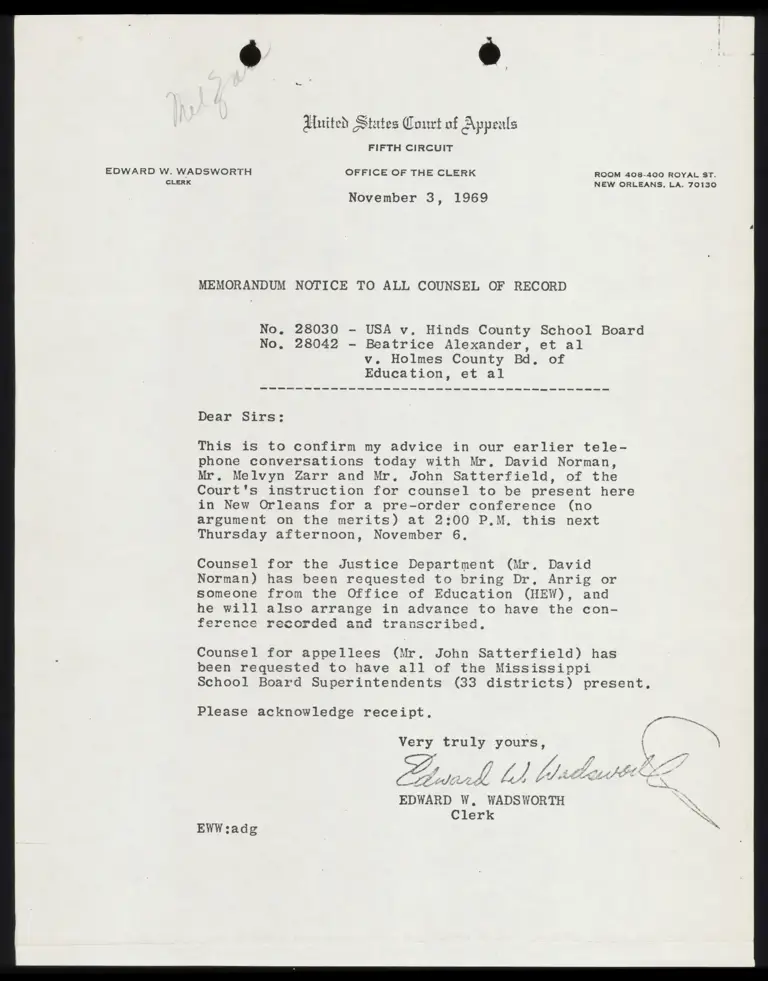 Mel Zarr
United States Court of Appeals
FIFTH CIRCUIT
EDWARD W. WADSWORTH
CLERK
OFFICE OF THE CLERK
ROOM 408-400 ROYAL ST.
NEW ORLEANS, LA. 70130
November 3, 1969
MEMORANDUM NOTICE TO ALL COUNSEL OF RECORD
No. 28030 - USA v. Hinds County School Board
No. 28042 - Beatrice Alexander, et al
v. Holmes County Bd. of
Education, et al
Dear Sirs:
This is to confirm my advice in our earlier tele-
phone conversations today with Mr. David Norman,
Mr. Melvyn Zarr and Mr. John Satterfield, of the
Court's instruction for counsel to be present here
in New Orleans for a pre-order conference (no
argument on the merits) at 2:00 P.M. this next
Thursday afternoon, November 6.
Counsel for the Justice Department (Mr. David
Norman) has been requested to bring Dr. Anrig or
someone from the Office of Education (HEW), and
he will also arrange in advance to have the con-
ference recorded and transcribed.
Counsel for appellees (Mr. John Satterfield) has
been requested to have all of the Mississippi
School Board Superintendents (33 districts) present.
Please acknowledge receipt.
Very truly yours,
Edward W. Wadsworth
EDWARD W. WADSWORTH
Clerk
EWW:adg